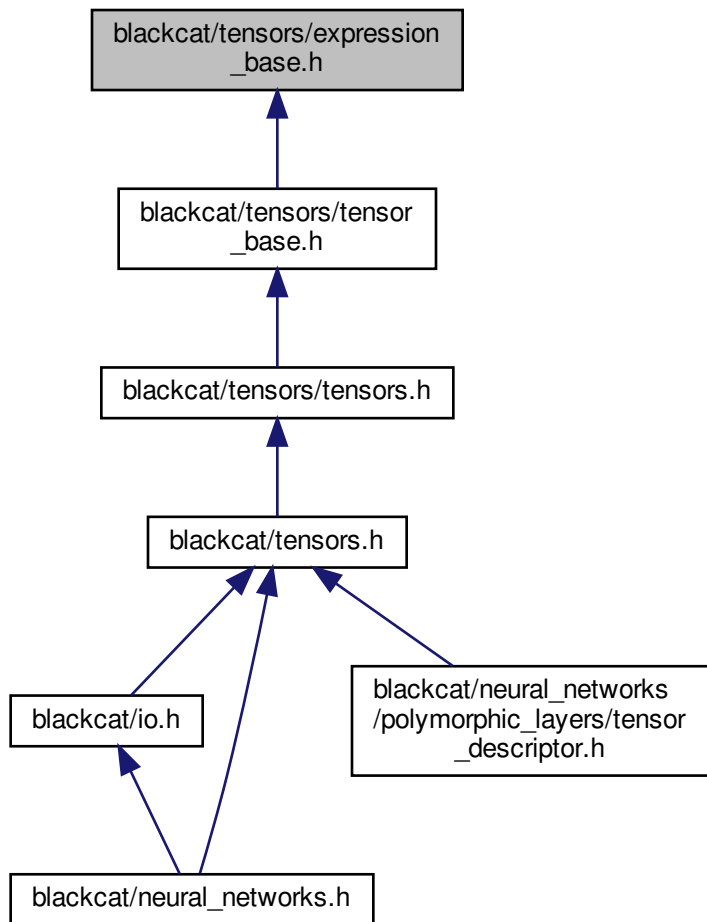 blackcat/tensors/expression
_base.h
blackcat/tensors/tensor
_base.h
blackcat/tensors/tensors.h
blackcat/tensors.h
blackcat/io.h
blackcat/neural_networks
/polymorphic_layers/tensor
_descriptor.h
blackcat/neural_networks.h